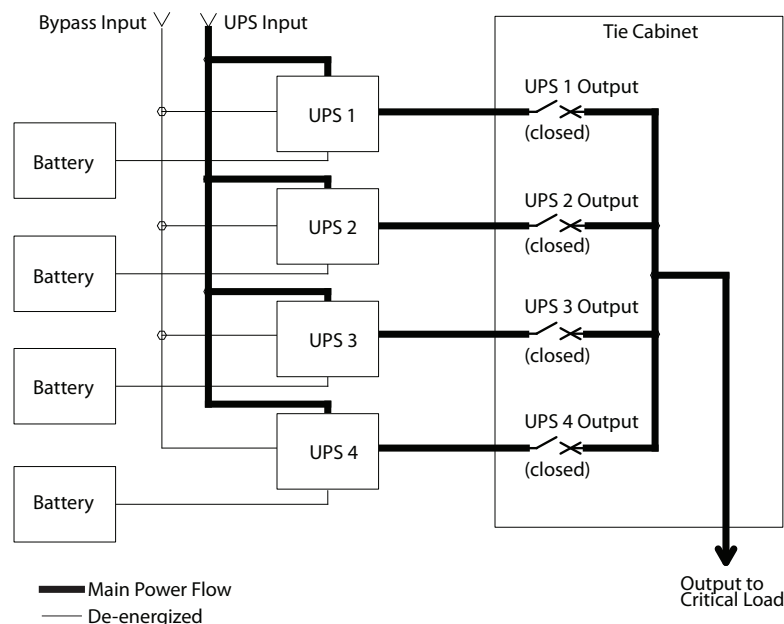 Bypass Input
UPS Input
Tie Cabinet
UPS 1
UPS 1 Output
(closed)
Battery
UPS 2
UPS 2 Output
(closed)
Battery
UPS 3
UPS 3 Output
(closed)
Battery
UPS 4
UPS 4 Output
(closed)
Battery
Main Power Flow
De-energized
Output to
Critical Load